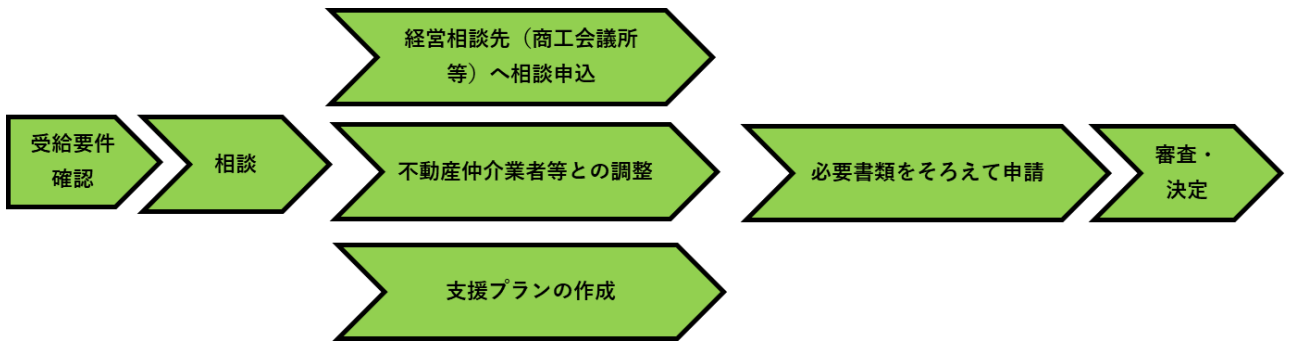 受給要件
確認
相談
経営相談先（商工会議所
等）へ相談申込
不動産仲介業者等との調整
支援プランの作成
必要書類をそろえて申請
審査・
決定